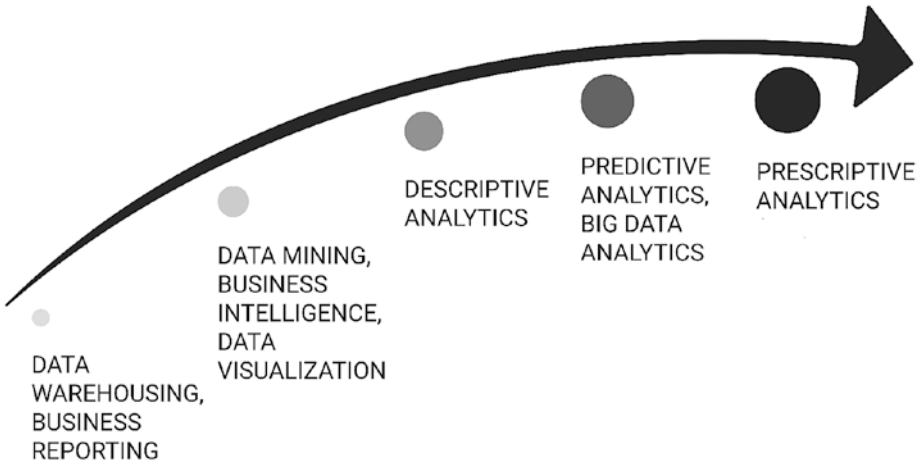 DATA
WAREHOUSING,
BUSINESS
REPORTING
DATA MINING,
BUSINESS
INTELLIGENCE,
DATA
VISUALIZATION
DESCRIPTIVE
ANALYTICS
PREDICTIVE
ANALYTICS,
BIG DATA
ANALYTICS
PRESCRIPTIVE
ANALYTICS